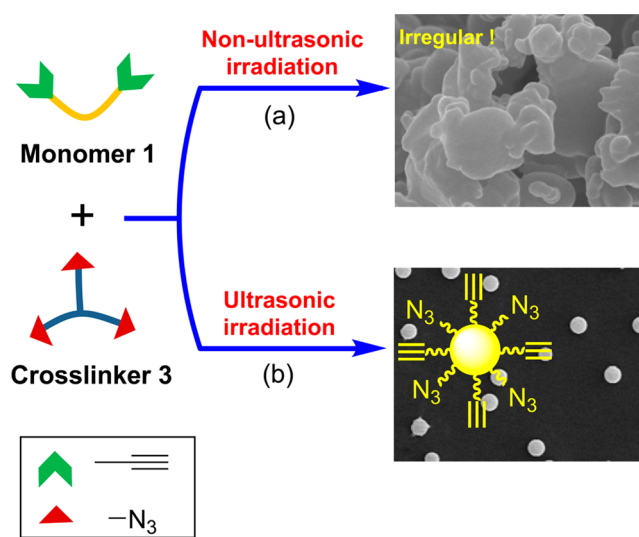 Non-ultrasonic
irradiation
(a)
Irregular !
Monomer 1
+
Ultrasonic
irradiation
(b)
Crosslinker 3
N3
N3
N3
N3
–N3